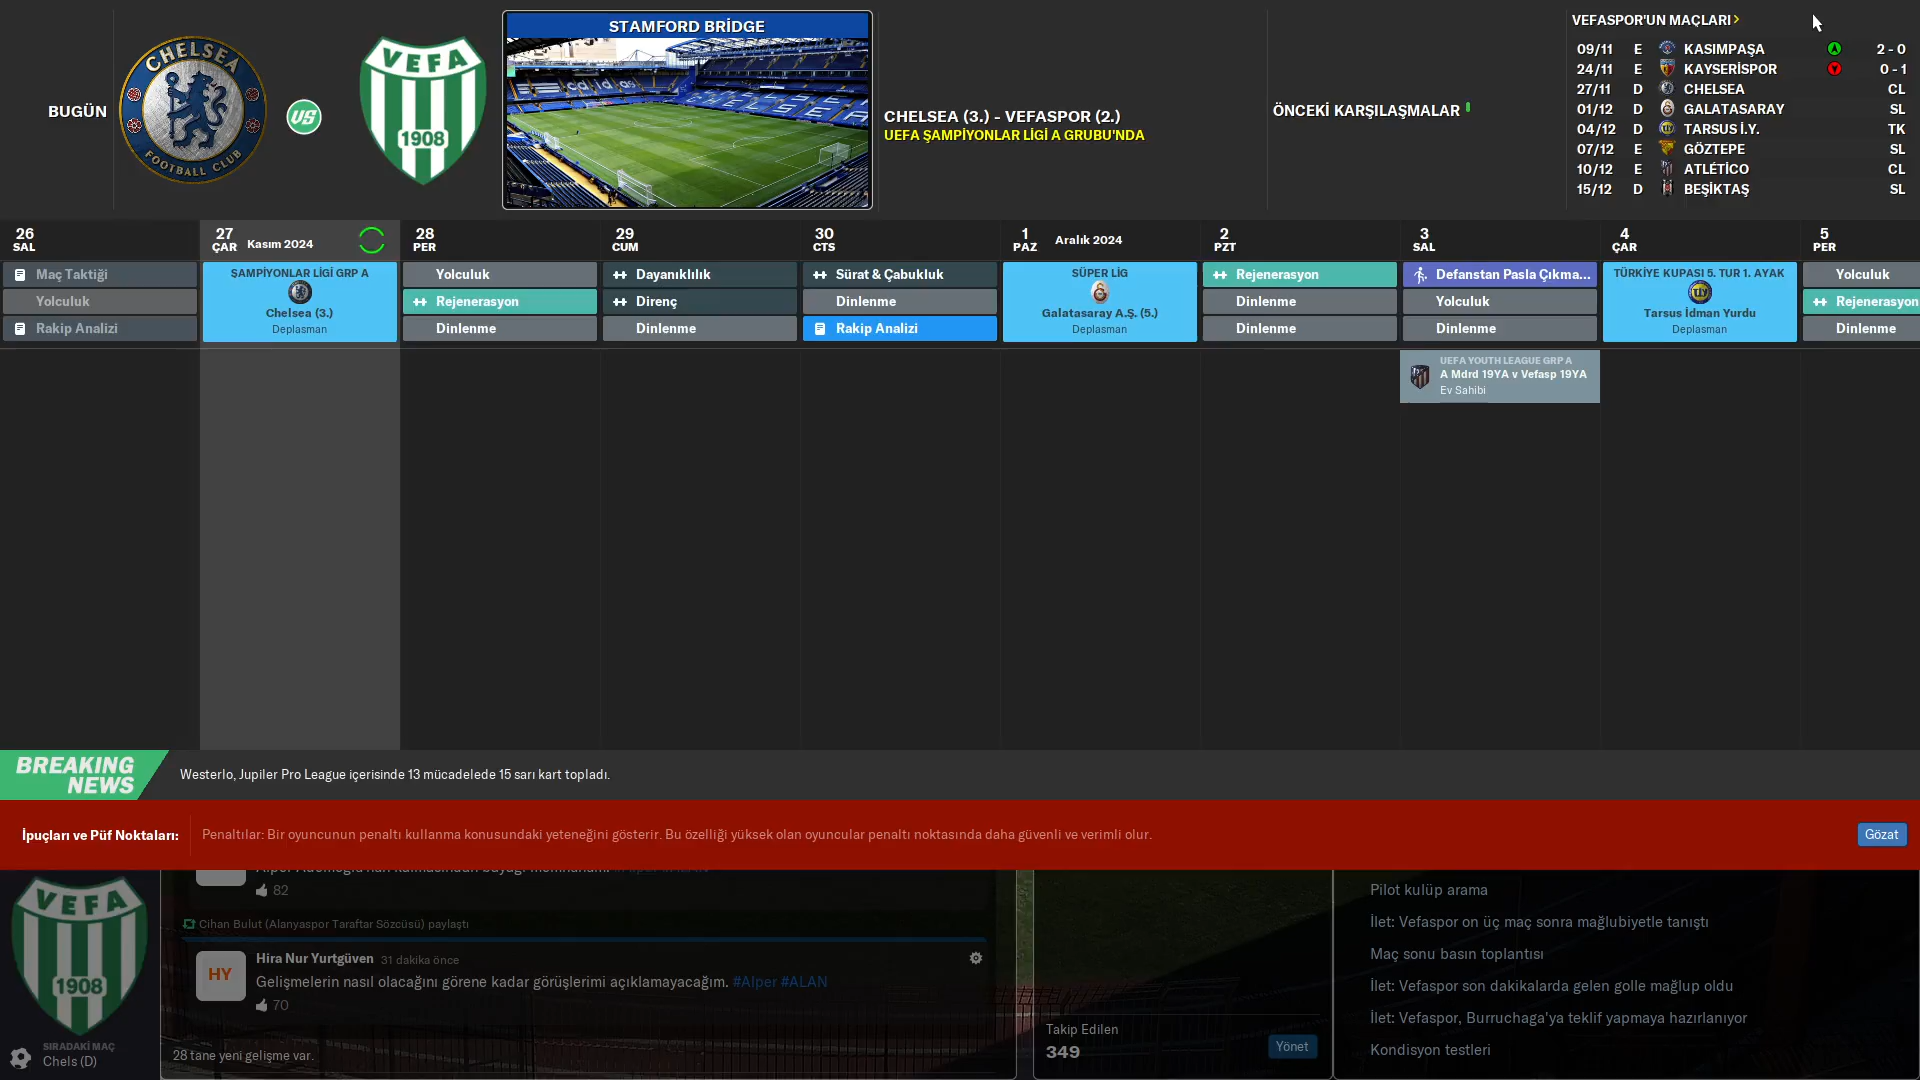 BUGÜN
CHELSEA
FOOTBALL CLUB
VS
VEFA
1908
STAMFORD BRİDGE
CHELSEA (3.) - VEFASPOR (2.)
UEFA ŞAMPİYONLAR LİGİ A GRUBU'NDA
ÖNCEKİ KARŞILAŞMALAR
VEFASPOR'UN MAÇLARI
09/11 E KASIMPAŞA 2 - 0
24/11 E KAYSERİSPOR 0 - 1
27/11 D CHELSEA CL
01/12 D GALATASARAY SL
04/12 D TARSUS İ.Y. TK
07/12 E GÖZTEPE SL
10/12 E ATLÉTİCO CL
15/12 D BEŞİKTAŞ SL
26 SAL
27 ÇAR Kasım 2024
28 PER
29 CUM
30 CTS
1 PAZ Aralık 2024
2 PZT
3 SAL
4 ÇAR
5 PER
Maç Taktiği
Yolculuk
Rakip Analizi
ŞAMPİYONLAR LİGİ GRP A
Chelsea (3.)
Deplasman
Yolculuk
Rejenerasyon
Dinlenme
Dayanıklılık
Direnç
Dinlenme
Sürat & Çabukluk
Dinlenme
Rakip Analizi
SÜPER LİG
Galatasaray A.Ş. (5.)
Deplasman
Rejenerasyon
Dinlenme
Dinlenme
Defanstan Pasla Çıkma...
Yolculuk
Dinlenme
TÜRKİYE KUPASI 5. TUR 1. AYAK
Tarsus İdman Yurdu
Deplasman
Yolculuk
Rejenerasyon
Dinlenme
UEFA YOUTH LEAGUE GRP A
A Mdrd 19YA v Vefasp 19YA
Ev Sahibi
BREAKING NEWS
Westerlo, Jupiler Pro League içerisinde 13 mücadelede 15 sarı kart topladı.
İpuçları ve Püf Noktaları:
Penaltılar: Bir oyuncunun penaltı kullanma konusundaki yeteneğini gösterir. Bu özelliği yüksek olan oyuncular penaltı noktasında daha güvenli ve verimli olur.
Gözat
VEFA
1908
SIRADAKİ MAÇ
Chels (D)
82
Cihan Bulut (Alanyaspor Taraftar Sözcüsü) paylaştı
HY
Hira Nur Yurtgüven 31 dakika önce
Gelişmelerin nasıl olacağını görene kadar görüşlerimi açıklamayacağım. #Alper #ALAN
70
28 tane yeni gelişme var.
Takip Edilen
349
Yönet
Pilot kulüp arama
İlet: Vefaspor on üç maç sonra mağlubiyetle tanıştı
Maç sonu basın toplantısı
İlet: Vefaspor son dakikalarda gelen golle mağlup oldu
İlet: Vefaspor, Burruchaga'ya teklif yapmaya hazırlanıyor
Kondisyon testleri